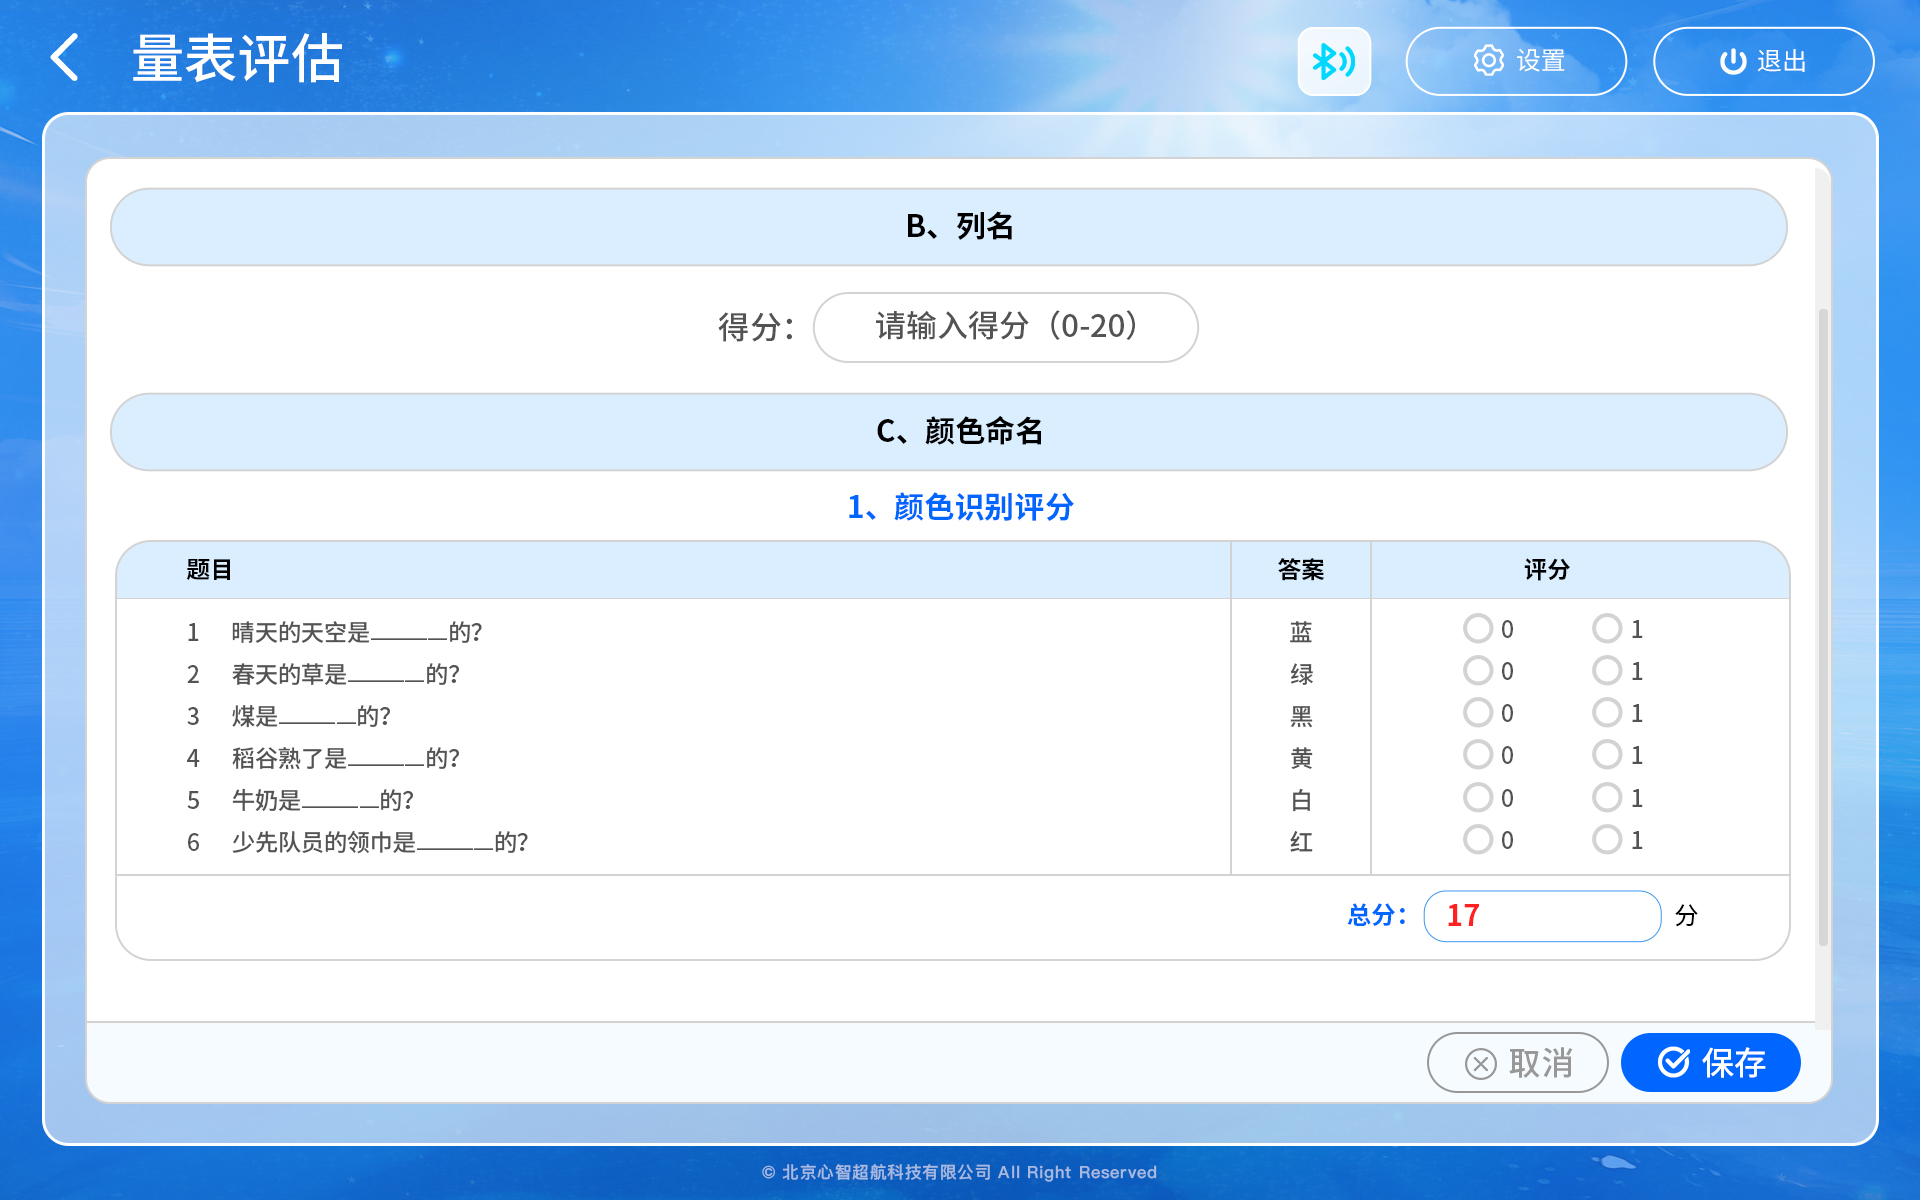 量表评估
设置
退出
B、列名
得分：
请输入得分（0-20）
C、颜色命名
1、颜色识别评分
题目 答案 评分
1 晴天的天空是______的？ 蓝 0 1
2 春天的草是______的？ 绿 0 1
3 煤是______的？ 黑 0 1
4 稻谷熟了是______的？ 黄 0 1
5 牛奶是______的？ 白 0 1
6 少先队员的领巾是______的？ 红 0 1
总分： 17 分
取消
保存
© 北京心智超航科技有限公司 All Right Reserved